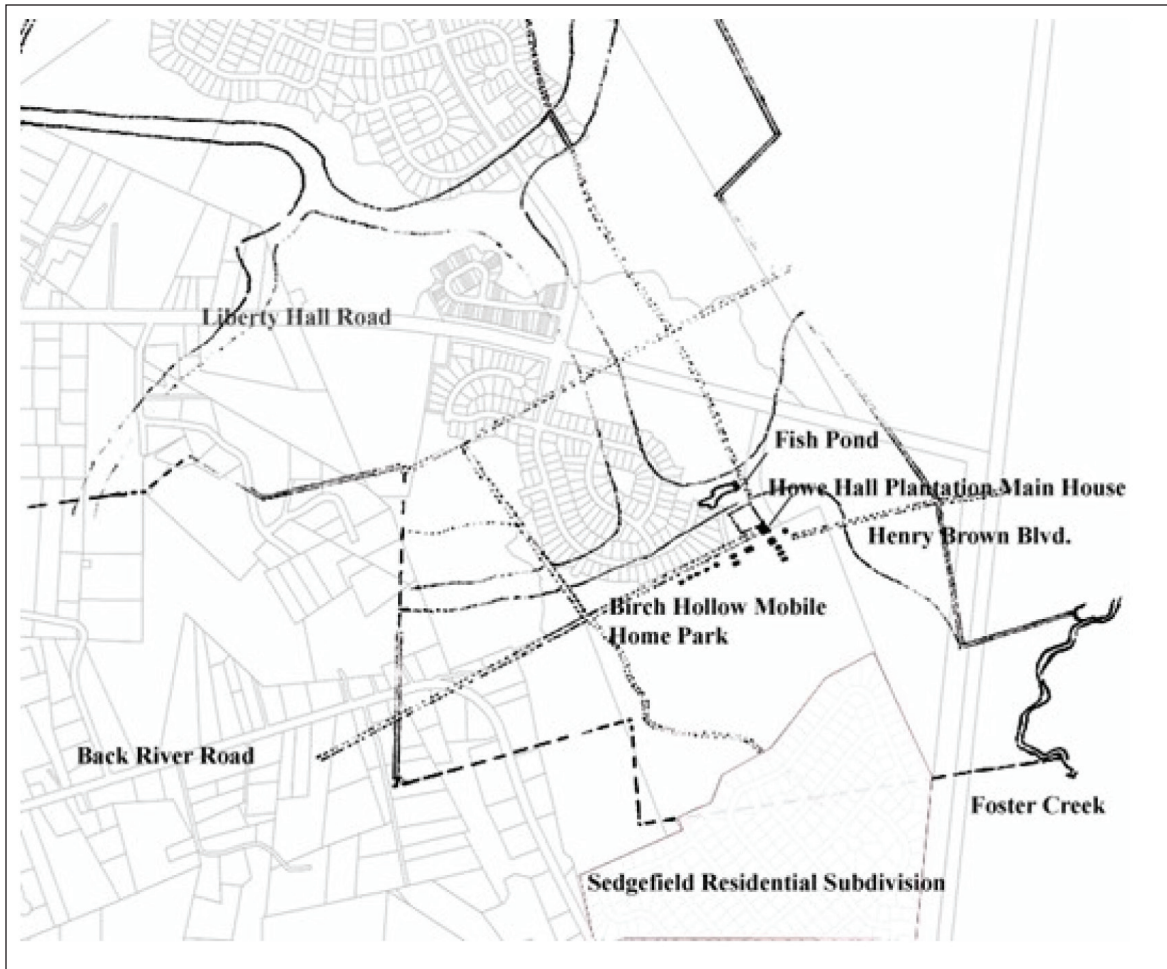 Liberty Hall Road
Fish Pond
Howe Hall Plantation Main House
Henry Brown Blvd.
Birch Hollow Mobile
Home Park
Back River Road
Foster Creek
Sedgefield Residential Subdivision